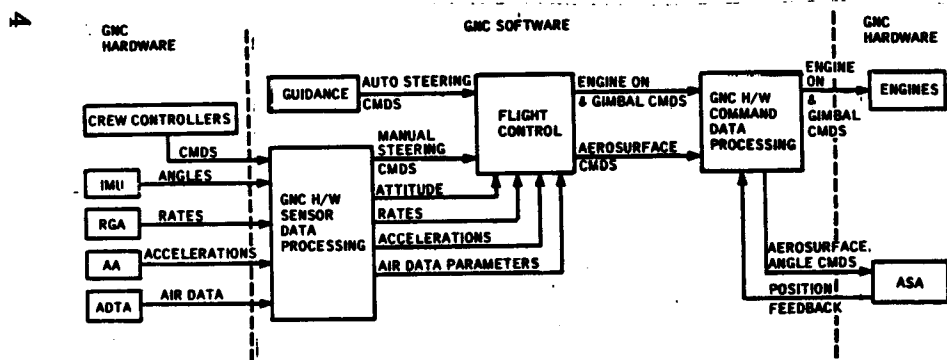 4
GNC
HARDWARE
GNC SOFTWARE
GNC
HARDWARE
GUIDANCE
AUTO STEERING
CMDS
FLIGHT
CONTROL
ENGINE ON
& GIMBAL CMDS
GNC H/W
COMMAND
DATA
PROCESSING
ENGINE
ON
&
GIMBAL
CMDS
ENGINES
CREW CONTROLLERS
CMDS
MANUAL
STEERING
CMDS
AEROSURFACE
CMDS
IMU
ANGLES
GNC H/W
SENSOR
DATA
PROCESSING
ATTITUDE
RGA
RATES
RATES
AA
ACCELERATIONS
ACCELERATIONS
ADTA
AIR DATA
AIR DATA PARAMETERS
AEROSURFACE.
ANGLE CMDS
ASA
POSITION
FEEDBACK